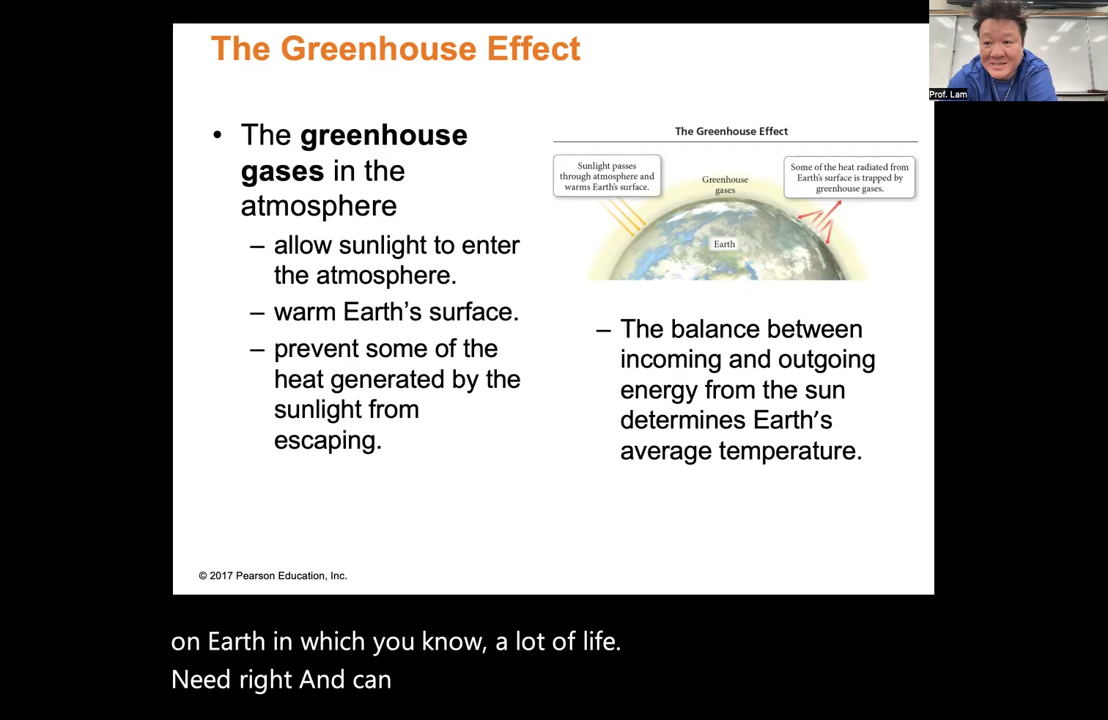 The Greenhouse Effect
Prof. Lam
• The greenhouse
gases in the
atmosphere
– allow sunlight to enter
the atmosphere.
– warm Earth’s surface.
– prevent some of the
heat generated by the
sunlight from
escaping.
The Greenhouse Effect
Sunlight passes
through atmosphere and
warms Earth’s surface.
Greenhouse
gases
Some of the heat radiated from
Earth’s surface is trapped by
greenhouse gases.
Earth
– The balance between
incoming and outgoing
energy from the sun
determines Earth’s
average temperature.
© 2017 Pearson Education, Inc.
on Earth in which you know, a lot of life.
Need right And can